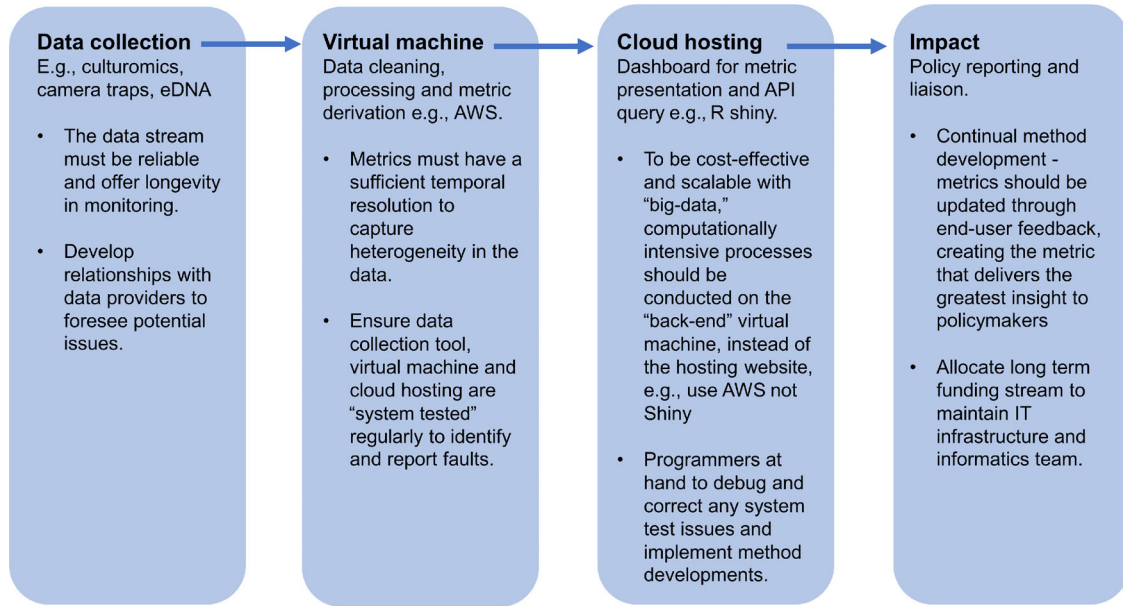 Data collection
E.g., culturomics,
camera traps, eDNA
• The data stream
must be reliable
and offer longevity
in monitoring.
• Develop
relationships with
data providers to
foresee potential
issues.
Virtual machine
Data cleaning,
processing and metric
derivation e.g., AWS.
• Metrics must have a
sufficient temporal
resolution to
capture
heterogeneity in the
data.
• Ensure data
collection tool,
virtual machine and
cloud hosting are
“system tested”
regularly to identify
and report faults.
Cloud hosting
Dashboard for metric
presentation and API
query e.g., R shiny.
• To be cost-effective
and scalable with
“big-data,”
computationally
intensive processes
should be
conducted on the
“back-end” virtual
machine, instead of
the hosting website,
e.g., use AWS not
Shiny
• Programmers at
hand to debug and
correct any system
test issues and
implement method
developments.
Impact
Policy reporting and
liaison.
• Continual method
development -
metrics should be
updated through
end-user feedback,
creating the metric
that delivers the
greatest insight to
policymakers
• Allocate long term
funding stream to
maintain IT
infrastructure and
informatics team.